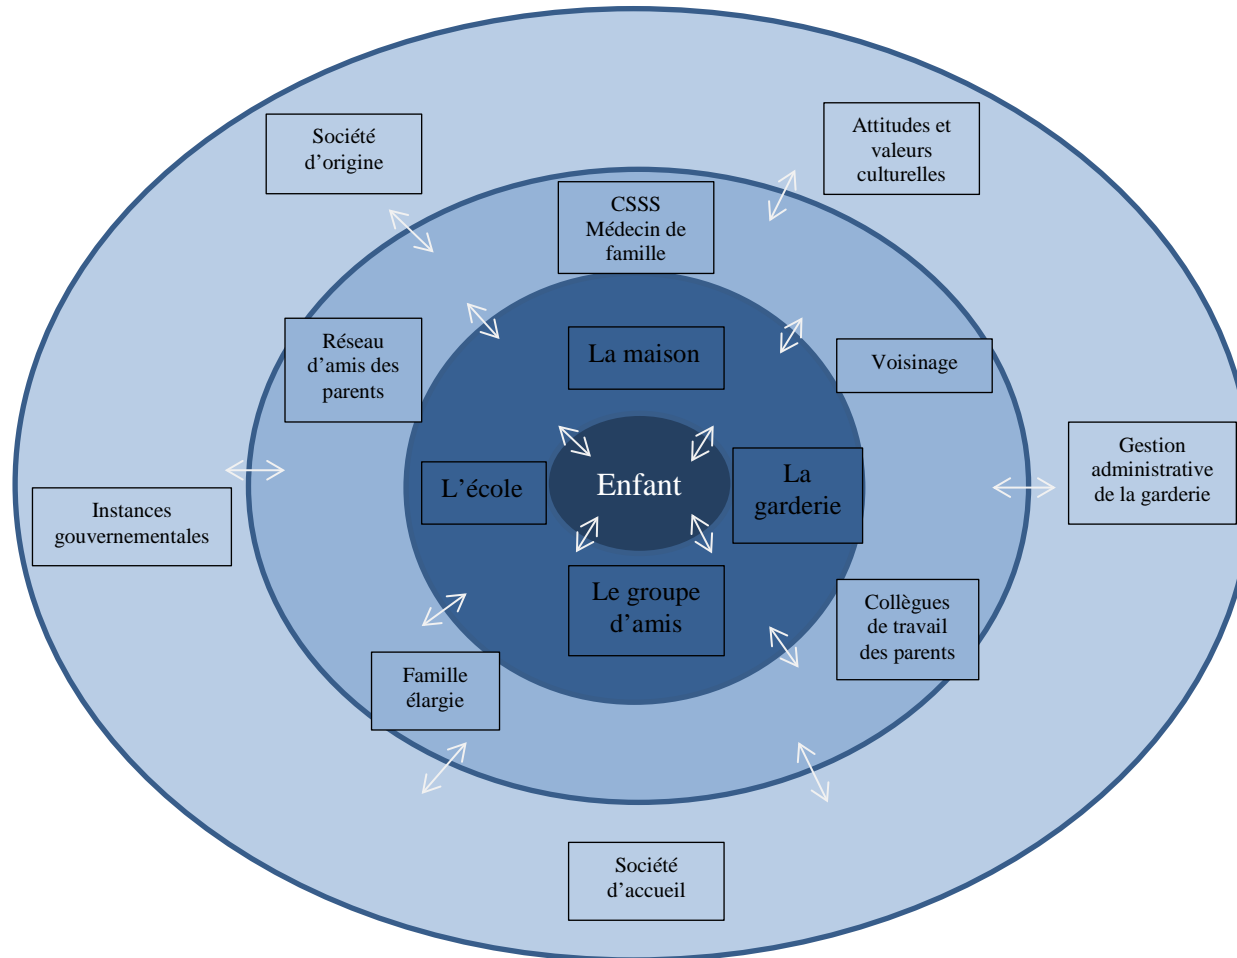 Société
d’origine
Attitudes et
valeurs
culturelles
CSSS
Médecin de
famille
Réseau
d’amis des
parents
La maison
Voisinage
L’école
Enfant
La
garderie
Gestion
administrative
de la garderie
Instances
gouvernementales
Le groupe
d’amis
Collègues
de travail
des parents
Famille
élargie
Société
d’accueil